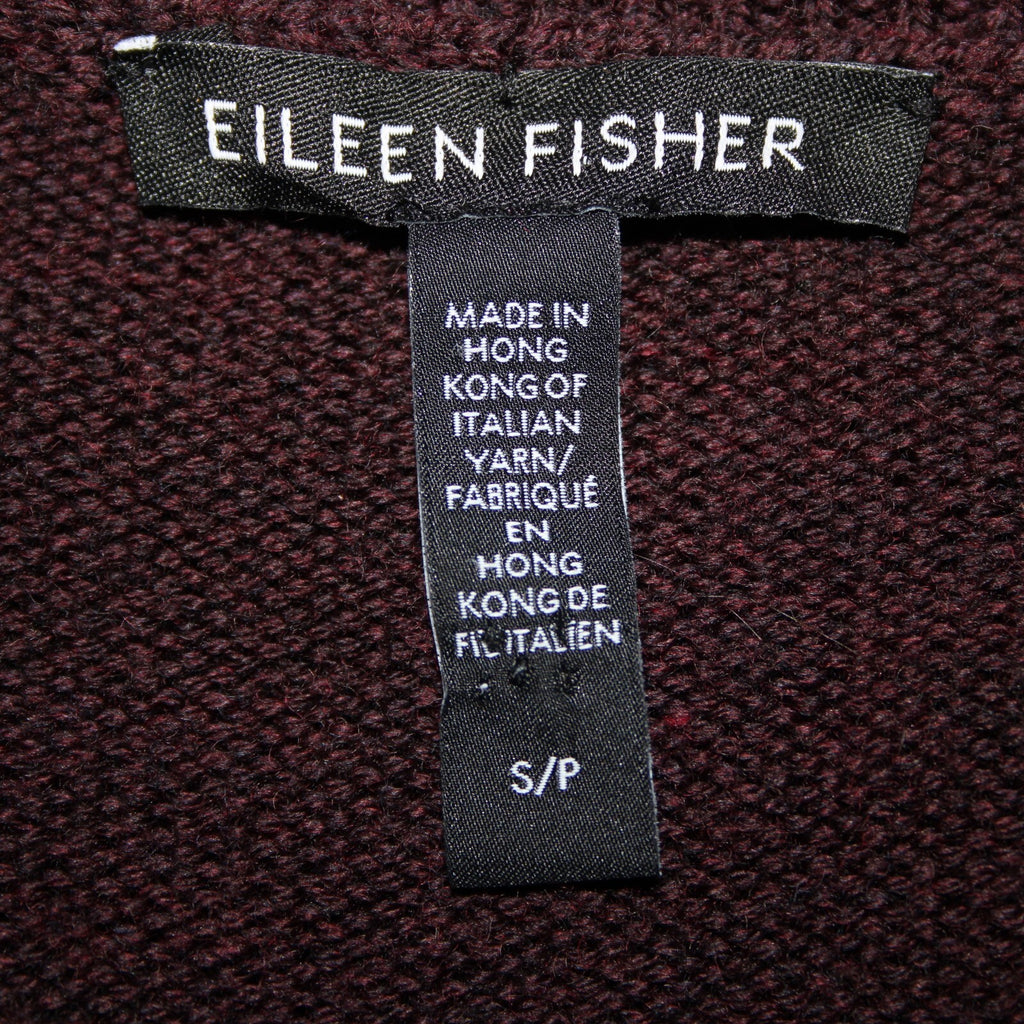 EILEEN FISHER
MADE IN
HONG
KONG OF
ITALIAN
YARN/
FABRIQUÉ
EN
HONG
KONG DE
FIL ITALIEN
S/P